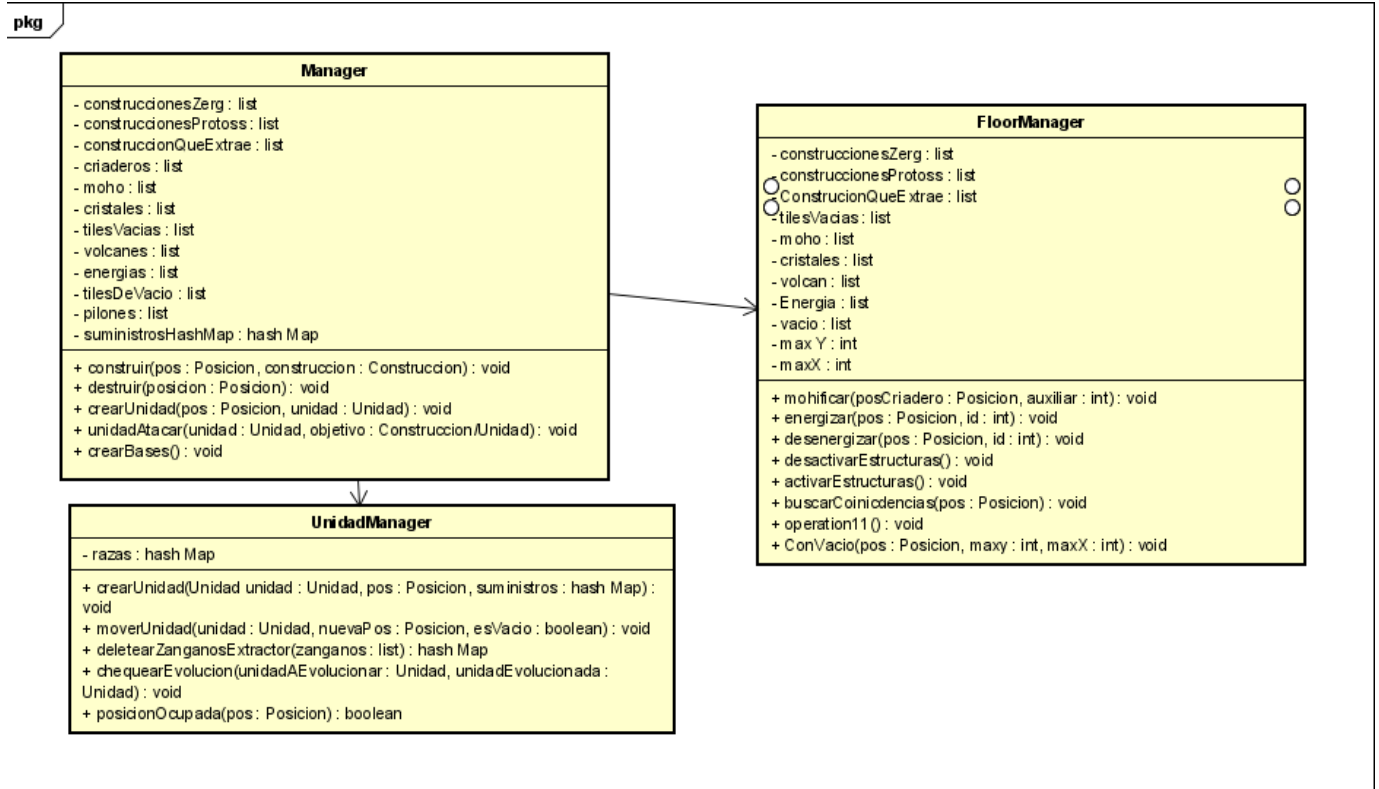 pkg
Manager
- construccionesZerg : list
- construccionesProtoss : list
- construccionQueExtrae : list
- criaderos : list
- moho : list
- cristales : list
- tilesVacias : list
- volcanes : list
- energias : list
- tilesDeVacio : list
- pilones : list
- suministrosHashMap : hash Map
+ construir(pos : Posicion, construccion : Construccion) : void
+ destruir(posicion : Posicion) : void
+ crearUnidad(pos : Posicion, unidad : Unidad) : void
+ unidadAtacar(unidad : Unidad, objetivo : Construccion/Unidad) : void
+ crearBases() : void
FloorManager
- construccionesZerg : list
- construccionesProtoss : list
- ConstrucionQueExtrae : list
- tilesVacias : list
- moho : list
- cristales : list
- volcan : list
- Energia : list
- vacio : list
- max Y : int
- maxX : int
+ mohificar(posCriadero : Posicion, auxiliar : int) : void
+ energizar(pos : Posicion, id : int) : void
+ desenergizar(pos : Posicion, id : int) : void
+ desactivarEstructuras() : void
+ activarEstructuras() : void
+ buscarCoinicdencias(pos : Posicion) : void
+ operation11() : void
+ ConVacio(pos : Posicion, maxy : int, maxX : int) : void
UnidadManager
- razas : hash Map
+ crearUnidad(Unidad unidad : Unidad, pos : Posicion, suministros : hash Map) :
void
+ moverUnidad(unidad : Unidad, nuevaPos : Posicion, esVacio : boolean) : void
+ deletearZanganosExtractor(zanganos : list) : hash Map
+ chequearEvolucion(unidadAEvolucionar : Unidad, unidadEvolucionada :
Unidad) : void
+ posicionOcupada(pos : Posicion) : boolean